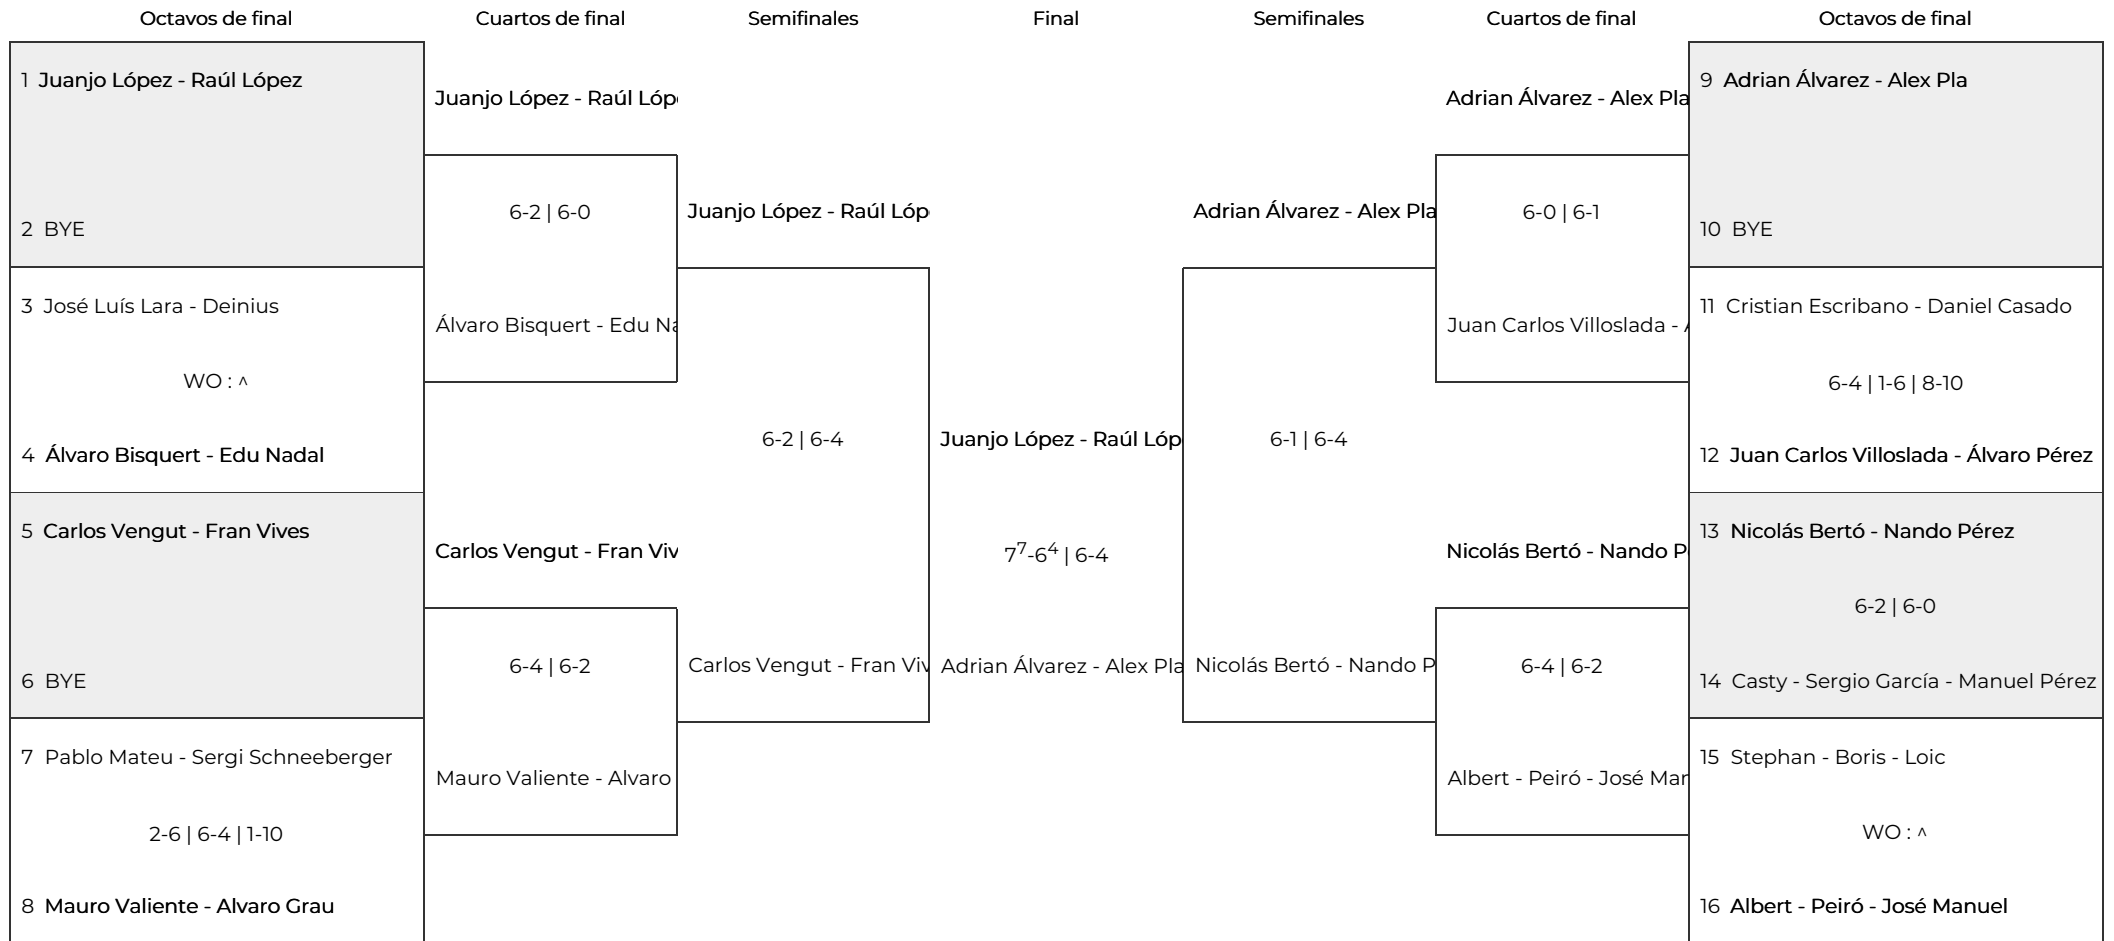 Octavos de final
Cuartos de final
Semifinales
Final
Semifinales
Cuartos de final
Octavos de final
1 Juanjo López - Raúl López
2 BYE
3 José Luís Lara - Deinius
WO : ^
4 Álvaro Bisquert - Edu Nadal
5 Carlos Vengut - Fran Vives
6 BYE
7 Pablo Mateu - Sergi Schneeberger
2-6 | 6-4 | 1-10
8 Mauro Valiente - Alvaro Grau
Juanjo López - Raúl Lóp
6-2 | 6-0
Álvaro Bisquert - Edu Na
Carlos Vengut - Fran Viv
6-4 | 6-2
Mauro Valiente - Alvaro
Juanjo López - Raúl Lóp
6-2 | 6-4
Carlos Vengut - Fran Viv
Juanjo López - Raúl Lóp
7⁷-6⁴ | 6-4
Adrian Álvarez - Alex Pla
Adrian Álvarez - Alex Pla
6-1 | 6-4
Nicolás Bertó - Nando P
Adrian Álvarez - Alex Pla
6-0 | 6-1
Juan Carlos Villoslada -
Nicolás Bertó - Nando P
6-4 | 6-2
Albert - Peiró - José Mar
9 Adrian Álvarez - Alex Pla
10 BYE
11 Cristian Escribano - Daniel Casado
6-4 | 1-6 | 8-10
12 Juan Carlos Villoslada - Álvaro Pérez
13 Nicolás Bertó - Nando Pérez
6-2 | 6-0
14 Casty - Sergio García - Manuel Pérez
15 Stephan - Boris - Loic
WO : ^
16 Albert - Peiró - José Manuel